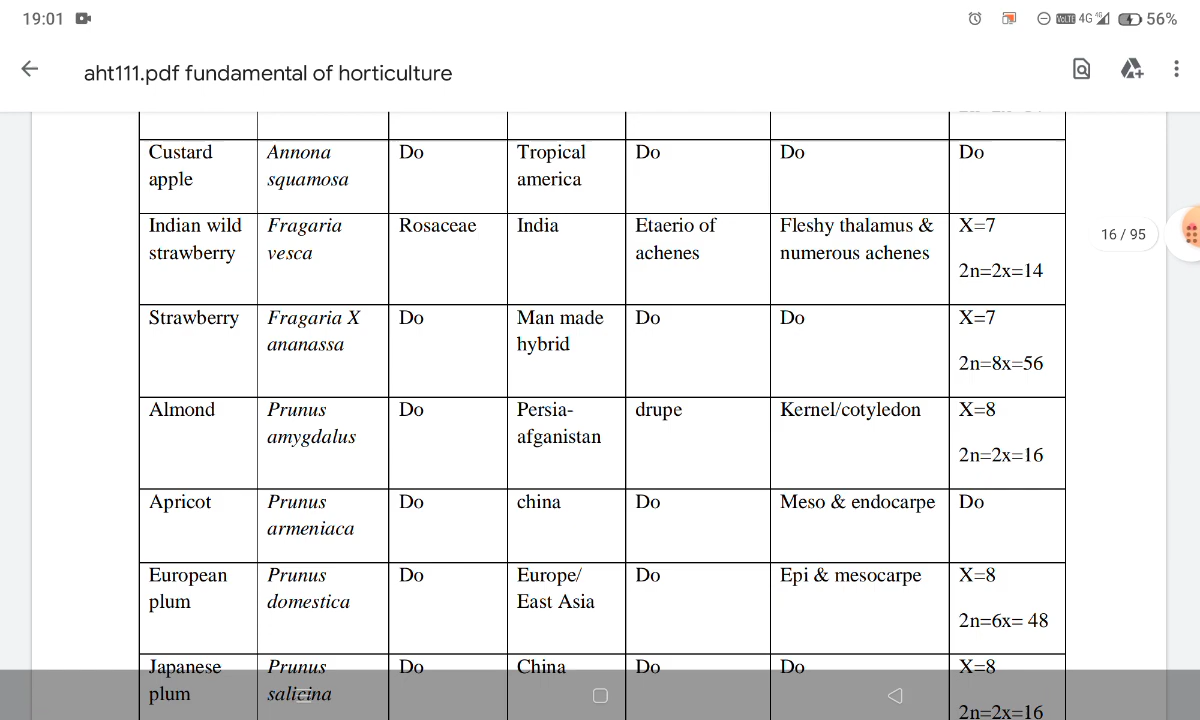 19:01
VoLTE 4G 4G 56%
aht111.pdf fundamental of horticulture
Custard apple Annona squamosa Do Tropical america Do Do Do
Indian wild strawberry Fragaria vesca Rosaceae India Etaerio of achenes Fleshy thalamus & numerous achenes X=7 2n=2x=14
16 / 95
Strawberry Fragaria X ananassa Do Man made hybrid Do Do X=7 2n=8x=56
Almond Prunus amygdalus Do Persia-afganistan drupe Kernel/cotyledon X=8 2n=2x=16
Apricot Prunus armeniaca Do china Do Meso & endocarpe Do
European plum Prunus domestica Do Europe/ East Asia Do Epi & mesocarpe X=8 2n=6x= 48
Japanese plum Prunus salicina Do China Do Do X=8 2n=2x=16